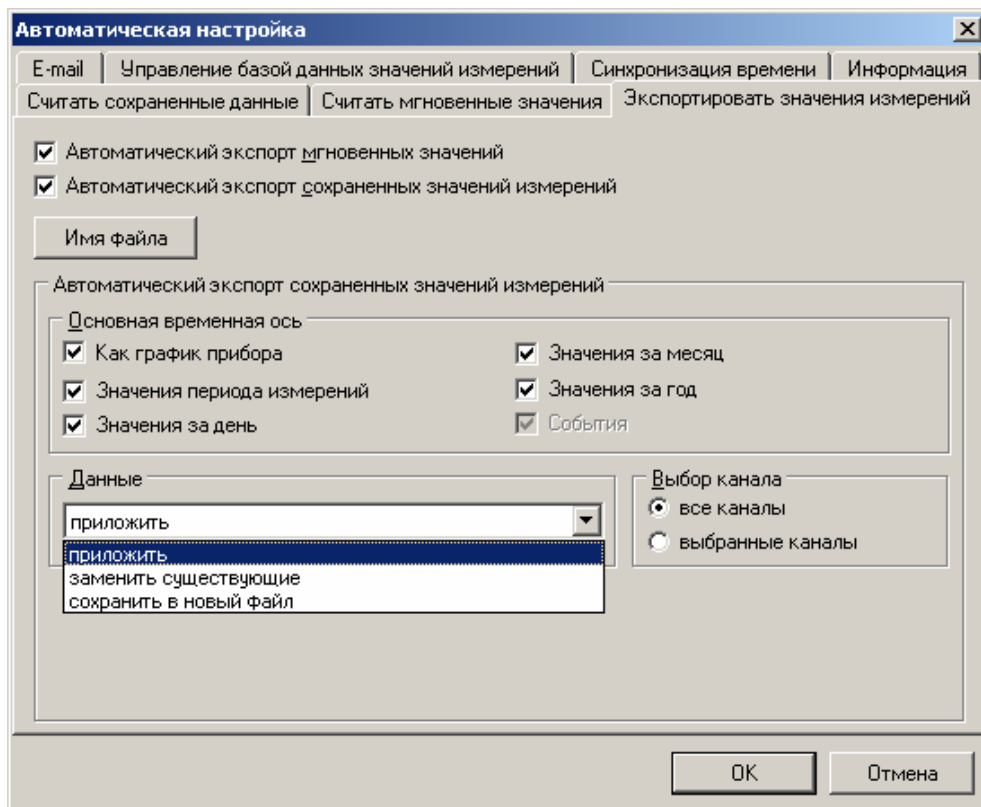 Автоматическая настройка
E-mail Управление базой данных значений измерений Синхронизация времени Информация
Считать сохраненные данные Считать мгновенные значения Экспортировать значения измерений
Автоматический экспорт мгновенных значений
Автоматический экспорт сохраненных значений измерений
Имя файла
Автоматический экспорт сохраненных значений измерений
Основная временная ось
Как график прибора Значения за месяц
Значения периода измерений Значения за год
Значения за день События
Данные Выбор канала
приложить все каналы
приложить выбранные каналы
заменить существующие
сохранить в новый файл
OK Отмена